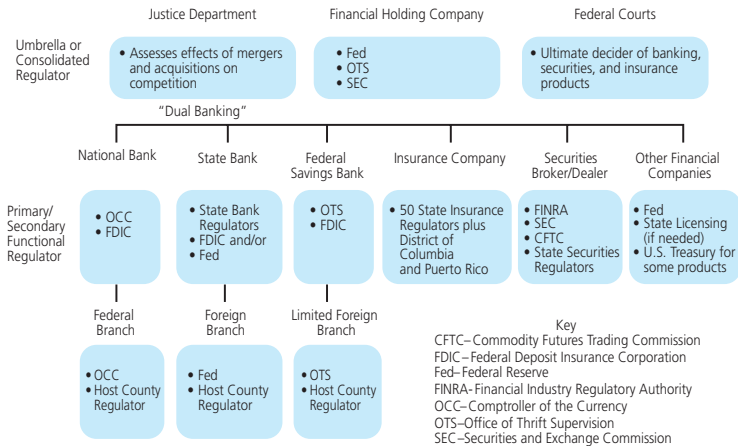 Justice Department
Financial Holding Company
Federal Courts
Umbrella or
Consolidated
Regulator
• Assesses effects of mergers
and acquisitions on
competition
• Fed
• OTS
• SEC
• Ultimate decider of banking,
securities, and insurance
products
"Dual Banking"
National Bank
State Bank
Federal
Savings Bank
Insurance Company
Securities
Broker/Dealer
Other Financial
Companies
Primary/
Secondary
Functional
Regulator
• OCC
• FDIC
• State Bank
Regulators
• FDIC and/or
• Fed
• OTS
• FDIC
• 50 State Insurance
Regulators plus
District of
Columbia
and Puerto Rico
• FINRA
• SEC
• CFTC
• State Securities
Regulators
• Fed
• State Licensing
(if needed)
• U.S. Treasury for
some products
Federal
Branch
Foreign
Branch
Limited Foreign
Branch
• OCC
• Host County
Regulator
• Fed
• Host County
Regulator
• OTS
• Host County
Regulator
Key
CFTC–Commodity Futures Trading Commission
FDIC–Federal Deposit Insurance Corporation
Fed–Federal Reserve
FINRA-Financial Industry Regulatory Authority
OCC–Comptroller of the Currency
OTS–Office of Thrift Supervision
SEC–Securities and Exchange Commission